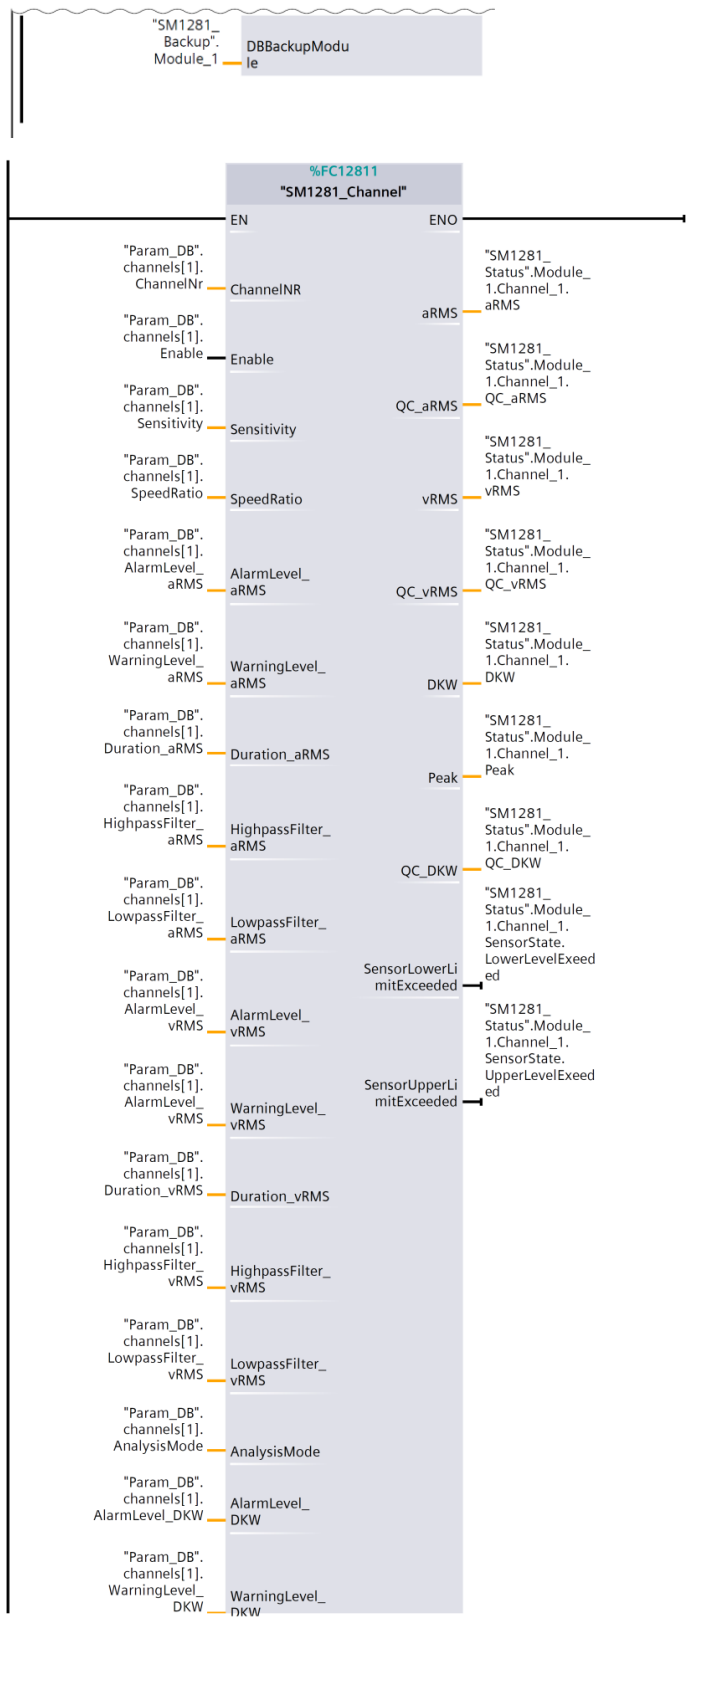 "SM1281_
Backup".
Module_1
DBBackupModu
le
%FC12811
"SM1281_Channel"
EN
ENO
"Param_DB".
channels[1].
ChannelNr
ChannelNR
"SM1281_
Status".Module_
1.Channel_1.
aRMS
aRMS
"Param_DB".
channels[1].
Enable
Enable
"SM1281_
Status".Module_
1.Channel_1.
QC_aRMS
QC_aRMS
"Param_DB".
channels[1].
Sensitivity
Sensitivity
"SM1281_
Status".Module_
1.Channel_1.
vRMS
vRMS
"Param_DB".
channels[1].
SpeedRatio
SpeedRatio
"SM1281_
Status".Module_
1.Channel_1.
QC_vRMS
QC_vRMS
"Param_DB".
channels[1].
AlarmLevel_
aRMS
AlarmLevel_
aRMS
"SM1281_
Status".Module_
1.Channel_1.
DKW
DKW
"Param_DB".
channels[1].
WarningLevel_
aRMS
WarningLevel_
aRMS
"SM1281_
Status".Module_
1.Channel_1.
Peak
Peak
"Param_DB".
channels[1].
Duration_aRMS
Duration_aRMS
"Param_DB".
channels[1].
HighpassFilter_
aRMS
HighpassFilter_
aRMS
"SM1281_
Status".Module_
1.Channel_1.
QC_DKW
QC_DKW
"Param_DB".
channels[1].
LowpassFilter_
aRMS
LowpassFilter_
aRMS
"SM1281_
Status".Module_
1.Channel_1.
SensorState.
LowerLevelExeed
ed
SensorLowerLi
mitExceeded
"Param_DB".
channels[1].
AlarmLevel_
vRMS
AlarmLevel_
vRMS
"SM1281_
Status".Module_
1.Channel_1.
SensorState.
UpperLevelExeed
ed
SensorUpperLi
mitExceeded
"Param_DB".
channels[1].
AlarmLevel_
vRMS
WarningLevel_
vRMS
"Param_DB".
channels[1].
Duration_vRMS
Duration_vRMS
"Param_DB".
channels[1].
HighpassFilter_
vRMS
HighpassFilter_
vRMS
"Param_DB".
channels[1].
LowpassFilter_
vRMS
LowpassFilter_
vRMS
"Param_DB".
channels[1].
AnalysisMode
AnalysisMode
"Param_DB".
channels[1].
AlarmLevel_DKW
AlarmLevel_
DKW
"Param_DB".
channels[1].
WarningLevel_
DKW
WarningLevel_
DKW